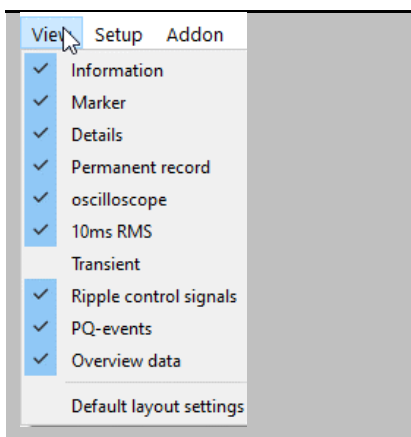 View Setup Addon
Information
Marker
Details
Permanent record
oscilloscope
10ms RMS
Transient
Ripple control signals
PQ-events
Overview data
Default layout settings